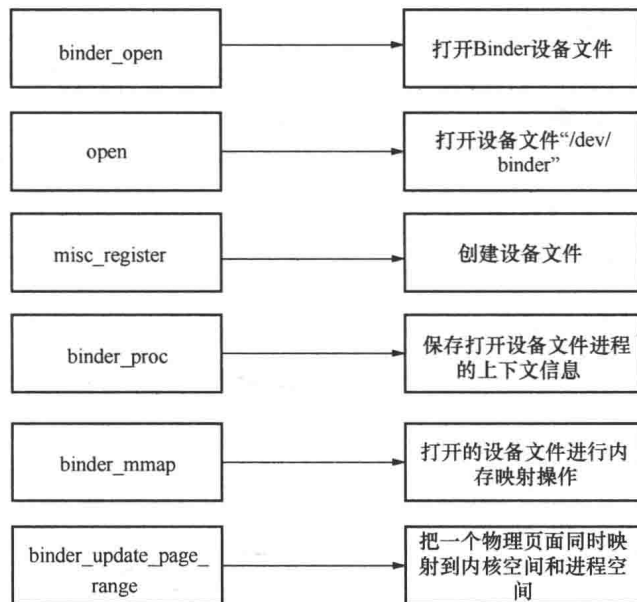 binder_open
打开Binder设备文件
open
打开设备文件“/dev/
binder”
misc_register
创建设备文件
binder_proc
保存打开设备文件进程
的上下文信息
binder_mmap
打开的设备文件进行内
存映射操作
binder_update_page_
range
把一个物理页面同时映
射到内核空间和进程空
间